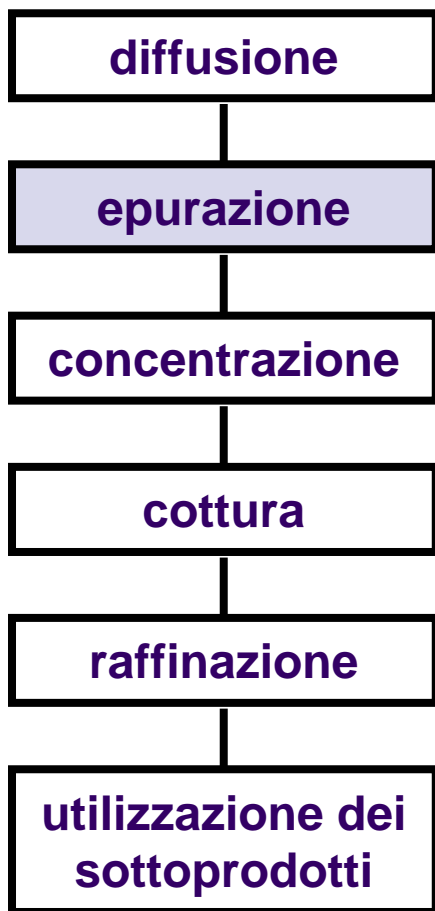 diffusione
epurazione
concentrazione
cottura
raffinazione
utilizzazione dei
sottoprodotti